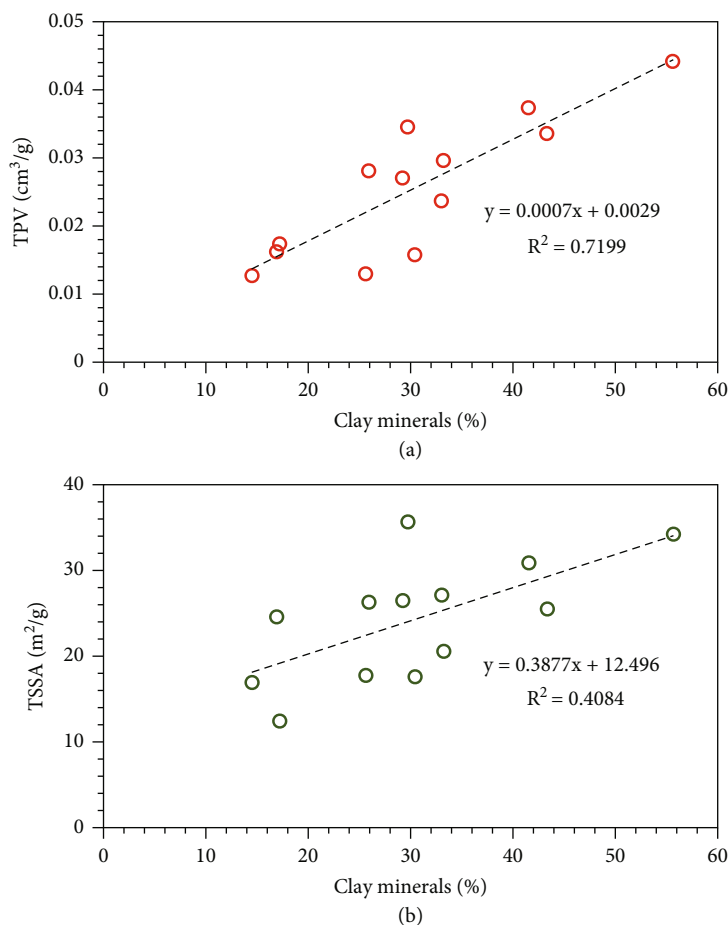 0.05
0.04
0.03
0.02
0.01
0
TPV (cm³/g)
y = 0.0007x + 0.0029
R² = 0.7199
0 10 20 30 40 50 60
Clay minerals (%)
(a)
40
30
20
10
0
TSSA (m²/g)
y = 0.3877x + 12.496
R² = 0.4084
0 10 20 30 40 50 60
Clay minerals (%)
(b)